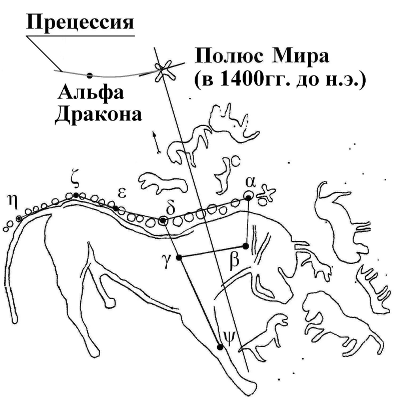 Прецессия
Полюс Мира
(в 1400гг. до н.э.)
Альфа
Дракона
C
α
ζ
ε
η
δ
γ
β
ψ